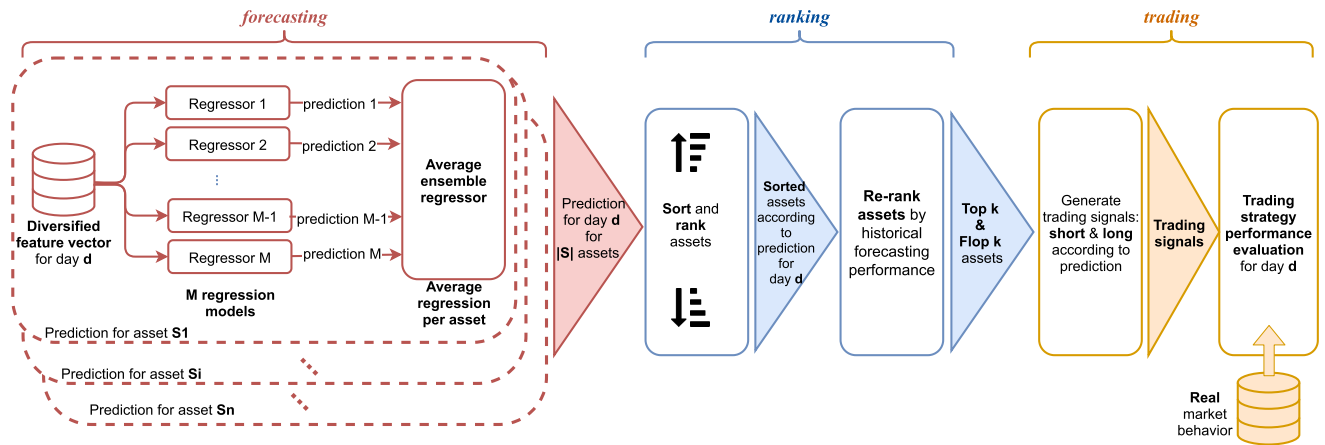 forecasting
ranking
trading
Regressor 1
prediction 1
Regressor 2
prediction 2
⋮
Regressor M-1
prediction M-1
Regressor M
prediction M
Diversified
feature vector
for day d
M regression
models
Average
ensemble
regressor
Average
regression
per asset
Prediction for asset S1
Prediction for asset Si
Prediction for asset Sn
Prediction
for day d
for
|S| assets
Sort and
rank
assets
Sorted
assets
according
to
prediction
for
day d
Re-rank
assets by
historical
forecasting
performance
Top k
&
Flop k
assets
Generate
trading signals:
short & long
according to
prediction
Trading
signals
Trading
strategy
performance
evaluation
for day d
Real
market
behavior